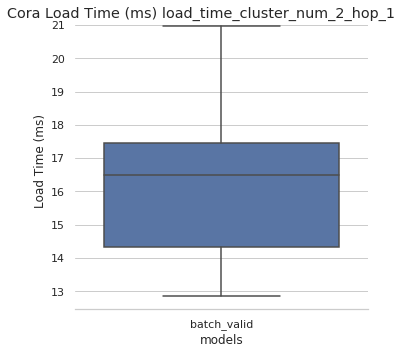 Cora Load Time (ms) load_time_cluster_num_2_hop_1
21
20
19
18
17
16
15
14
13
Load Time (ms)
batch_valid
models